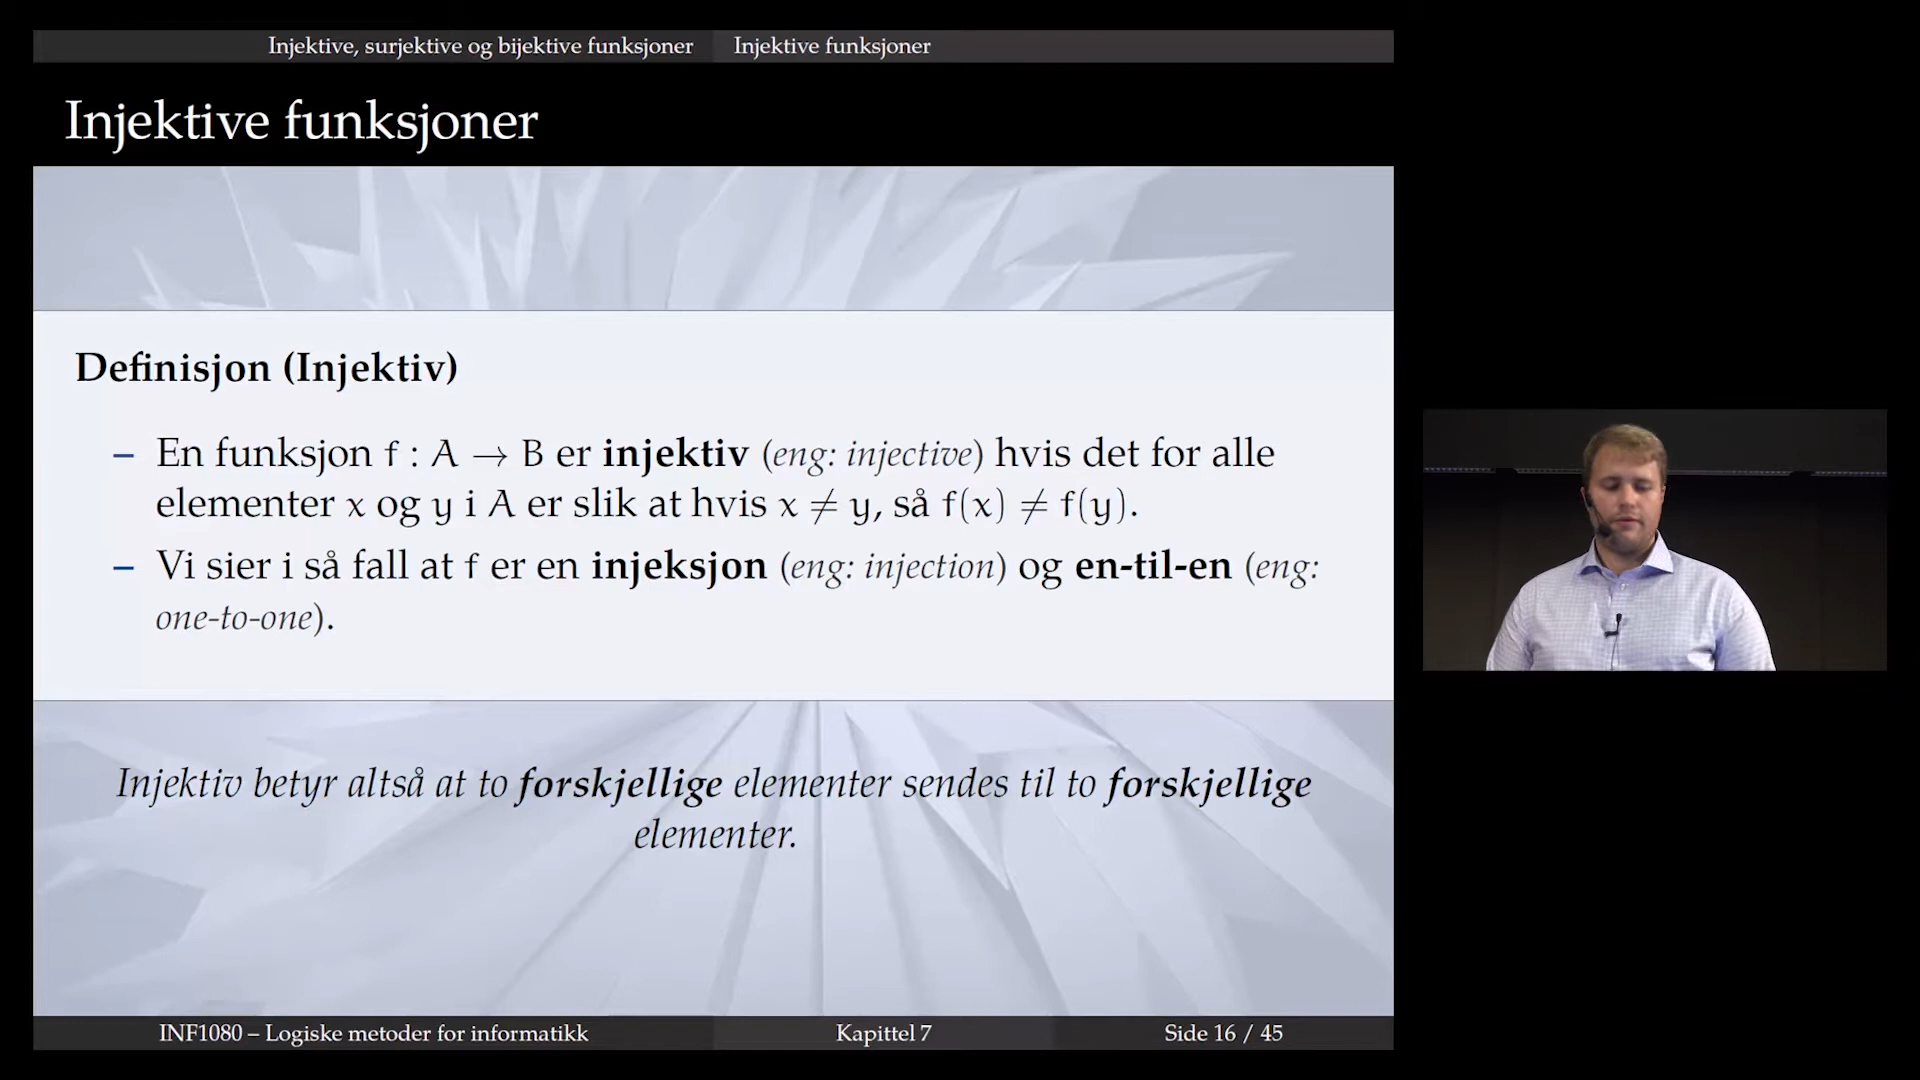 Injektive, surjektive og bijektive funksjoner Injektive funksjoner
Injektive funksjoner
Definisjon (Injektiv)
– En funksjon f : A → B er injektiv (eng: injective) hvis det for alle
elementer x og y i A er slik at hvis x ≠ y, så f(x) ≠ f(y).
– Vi sier i så fall at f er en injeksjon (eng: injection) og en-til-en (eng:
one-to-one).
Injektiv betyr altså at to forskjellige elementer sendes til to forskjellige
elementer.
INF1080 – Logiske metoder for informatikk Kapittel 7 Side 16 / 45